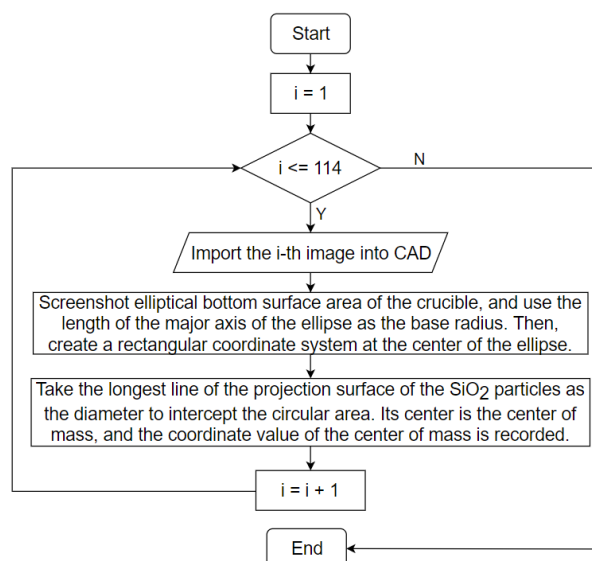 Start
i = 1
i <= 114
N
Y
Import the i-th image into CAD
Screenshot elliptical bottom surface area of the crucible, and use the
length of the major axis of the ellipse as the base radius. Then,
create a rectangular coordinate system at the center of the ellipse.
Take the longest line of the projection surface of the SiO2 particles as
the diameter to intercept the circular area. Its center is the center of
mass, and the coordinate value of the center of mass is recorded.
i = i + 1
End